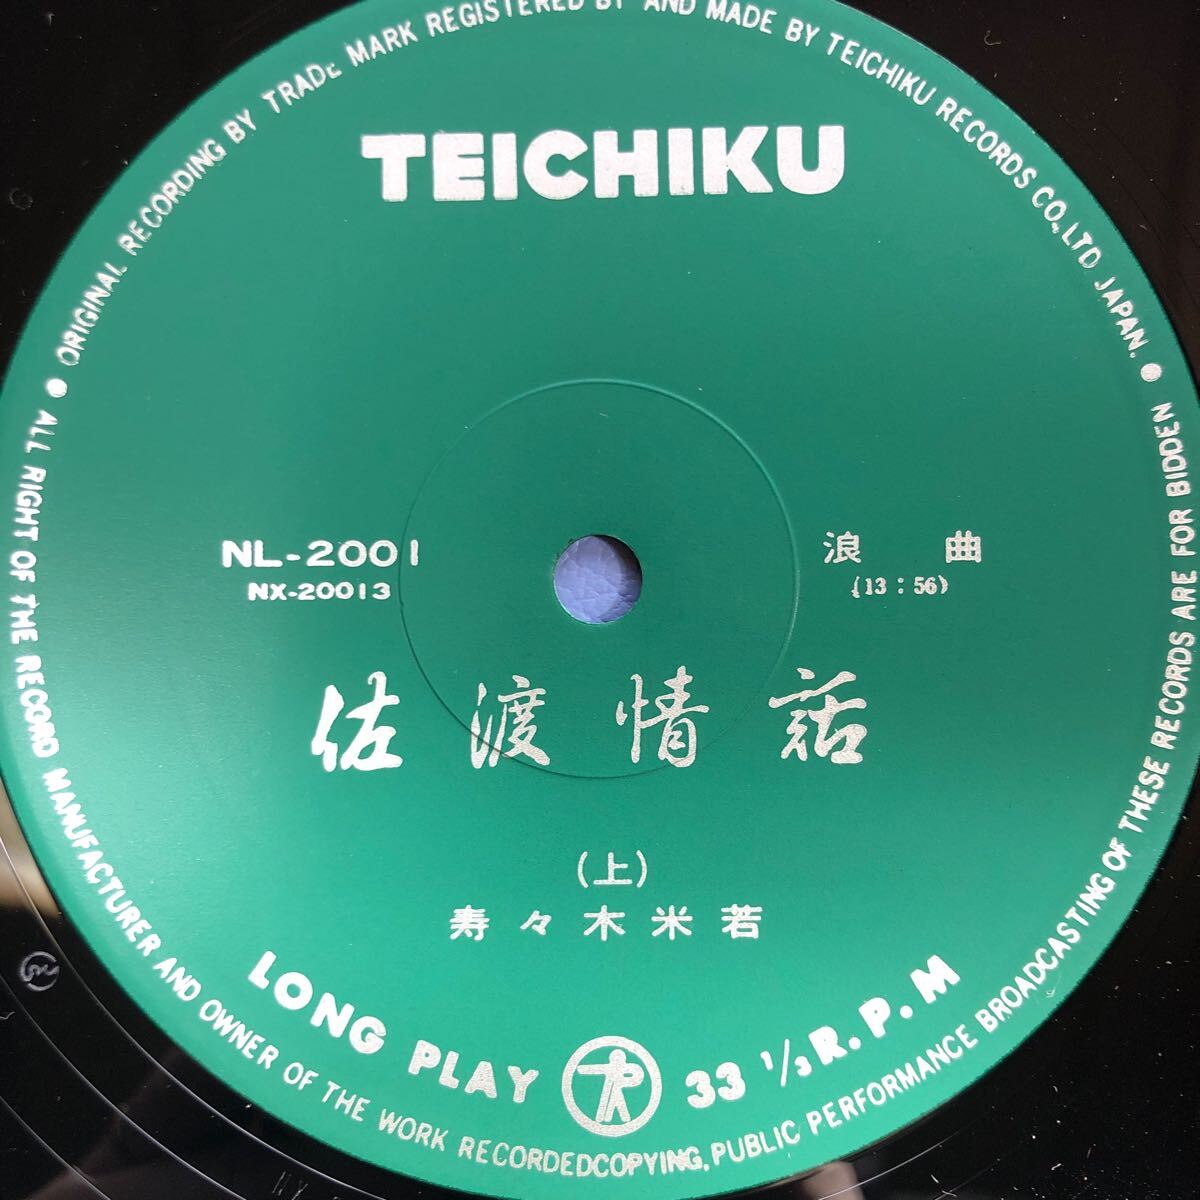 ORIGINAL RECORDING BY TRADE MARK REGISTERED BY AND MADE BY TEICHIKU RECORDS CO., LTD JAPAN.
TEICHIKU
NL-2001
NX-20013
浪曲
(13:56)
佐渡情話
(上)
寿々木米若
LONG PLAY 33 1/3 R.P.M
ALL RIGHT OF THE RECORD MANUFACTURER AND OWNER OF THE WORK RECORDEDCOPYING, PUBLIC PERFORMANCE BROADCASTING OF THESE RECORDS ARE FOR BIDDEN